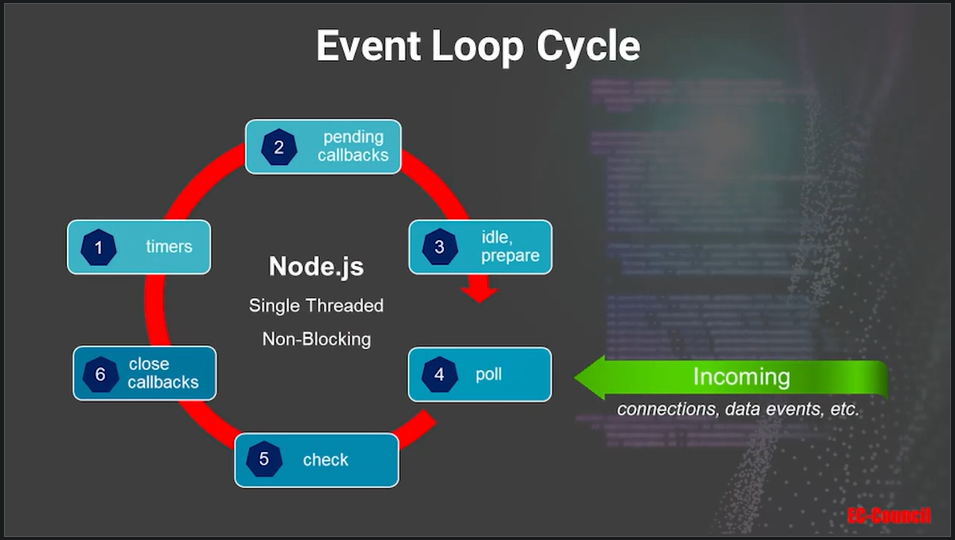 Event Loop Cycle
2
pending
callbacks
1
timers
3
idle,
prepare
Node.js
Single Threaded
Non-Blocking
6
close
callbacks
4
poll
Incoming
connections, data events, etc.
5
check
EC-Council